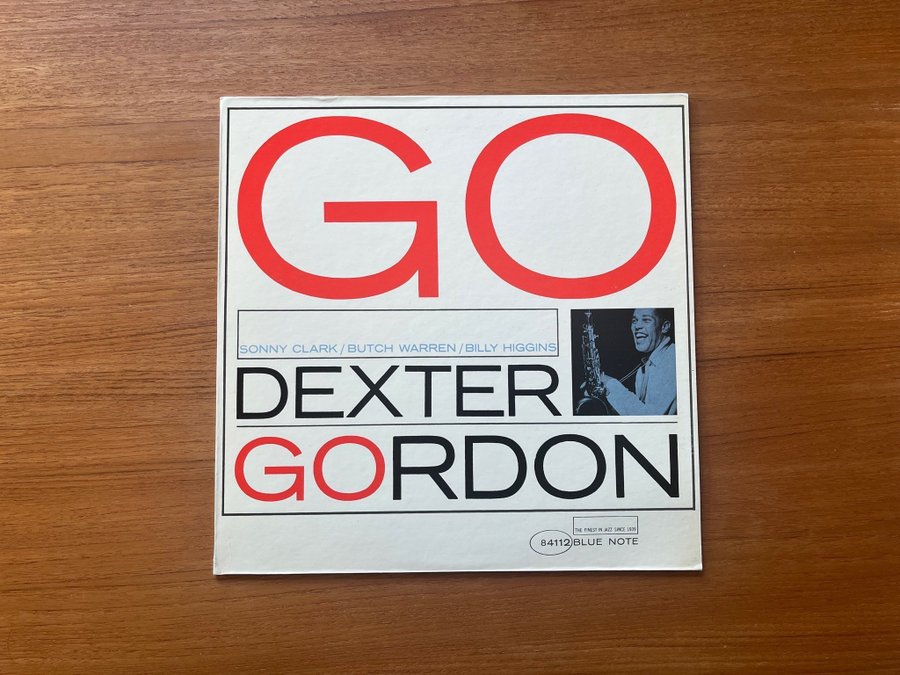 GO
SONNY CLARK/BUTCH WARREN/BILLY HIGGINS
DEXTER
GORDON
THE FINEST IN JAZZ SINCE 1939
84112 BLUE NOTE